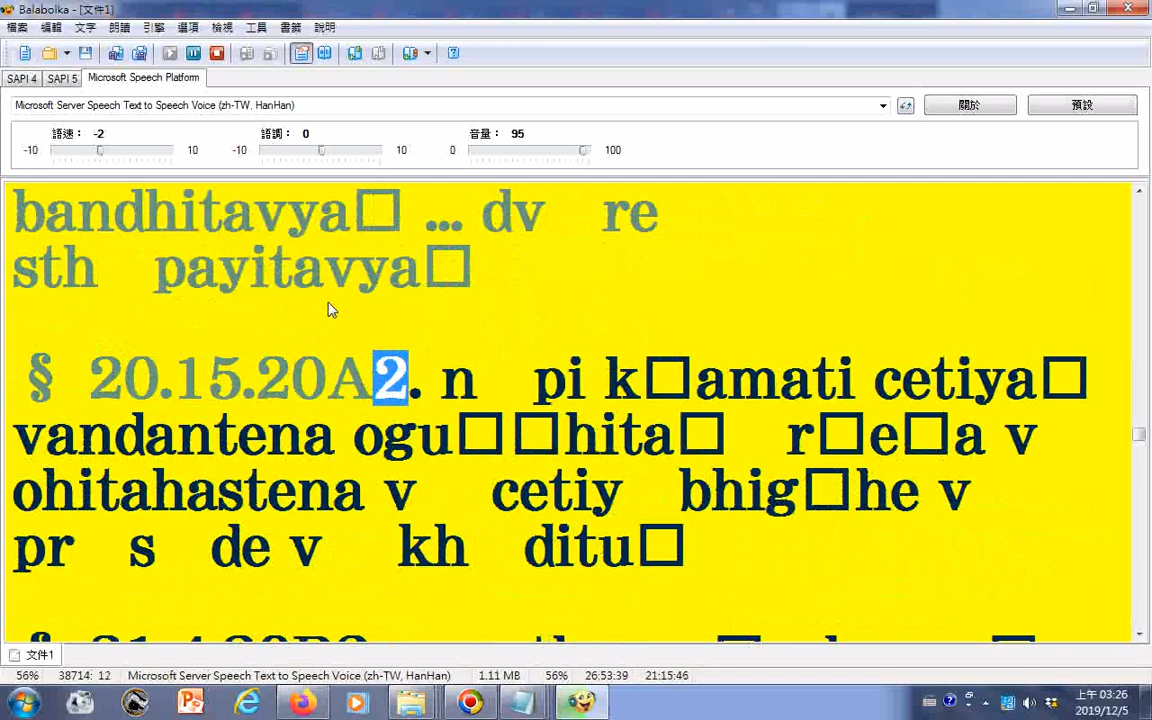 Balabolka - [文件1]
檔案 編輯 文字 朗讀 引擎 選項 檢視 工具 書籤 說明
SAPI 4 SAPI 5 Microsoft Speech Platform
Microsoft Server Speech Text to Speech Voice (zh-TW, HanHan) 關於 預設
語速： -2 語調： 0 音量： 95
-10 10 -10 10 0 100
bandhitavya□ ... dv re
sth payitavya□
§ 20.15.20A2. n pi k□amati cetiya□
vandantena ogu□□hita□ r□e□a v
ohitahastena v cetiy bhig□he v
pr s de v kh ditu□
文件1
56% 38714: 12 Microsoft Server Speech Text to Speech Voice (zh-TW, HanHan) 1.11 MB 56% 26:53:39 21:15:46
上午 03:26
2019/12/5